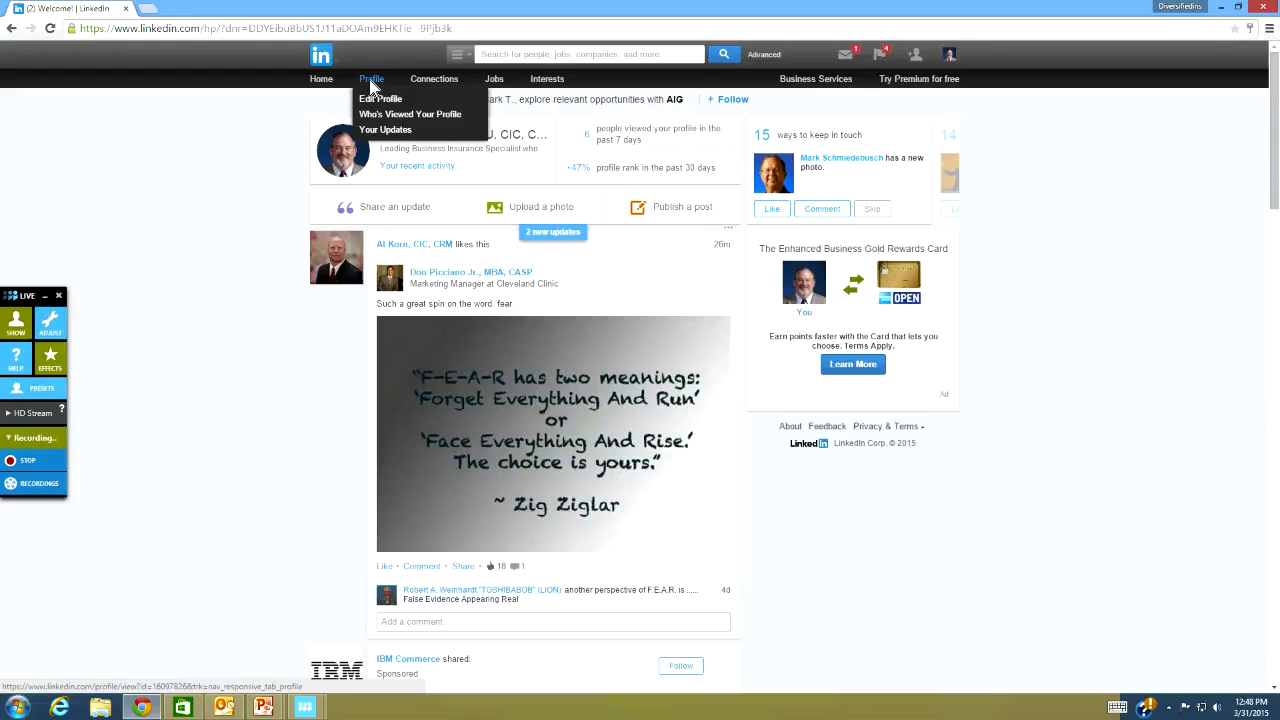 (2) Welcome! | LinkedIn
Diversifiedins
https://www.linkedin.com/hp/?dnr=
in
Search for people, jobs, companies, and more.
Advanced
1
4
Home Profile Connections Jobs Interests
Business Services Try Premium for free
Edit Profile
Who's Viewed Your Profile
Your Updates
ark T., explore relevant opportunities with AIG + Follow
U, CIC, C...
Leading Business Insurance Specialist who
Your recent activity
6 people viewed your profile in the
past 7 days
-47% profile rank in the past 30 days
15 ways to keep in touch
14
Mark Schmiedebusch has a new
photo.
Like Comment Skip
Share an update
Upload a photo
Publish a post
2 new updates
Al Korn, CIC, CRM likes this
26m
Don Picciano Jr., MBA, CASP
Marketing Manager at Cleveland Clinic
Such a great spin on the word. fear.
"F-E-A-R has two meanings:
'Forget Everything And Run'
or
'Face Everything And Rise.'
The choice is yours."
~ Zig Ziglar
Like • Comment • Share • 18 1
Robert A. Weinhardt "TOSHIBABOB" (LION) another perspective of F.E.A.R. is ......
False Evidence Appearing Real
4d
Add a comment...
IBM Commerce shared:
Sponsored
Follow
IBM
The Enhanced Business Gold Rewards Card
You
OPEN
Earn points faster with the Card that lets you
choose. Terms Apply.
Learn More
Ad
About Feedback Privacy & Terms
Linked in LinkedIn Corp. © 2015
LIVE
SHOW ADJUST
HELP EFFECTS
PRESETS
HD Stream ?
Recording..
STOP
RECORDINGS
https://www.linkedin.com/profile/view?id=16097826&trk=nav_responsive_tab_profile
12:48 PM
3/31/2015